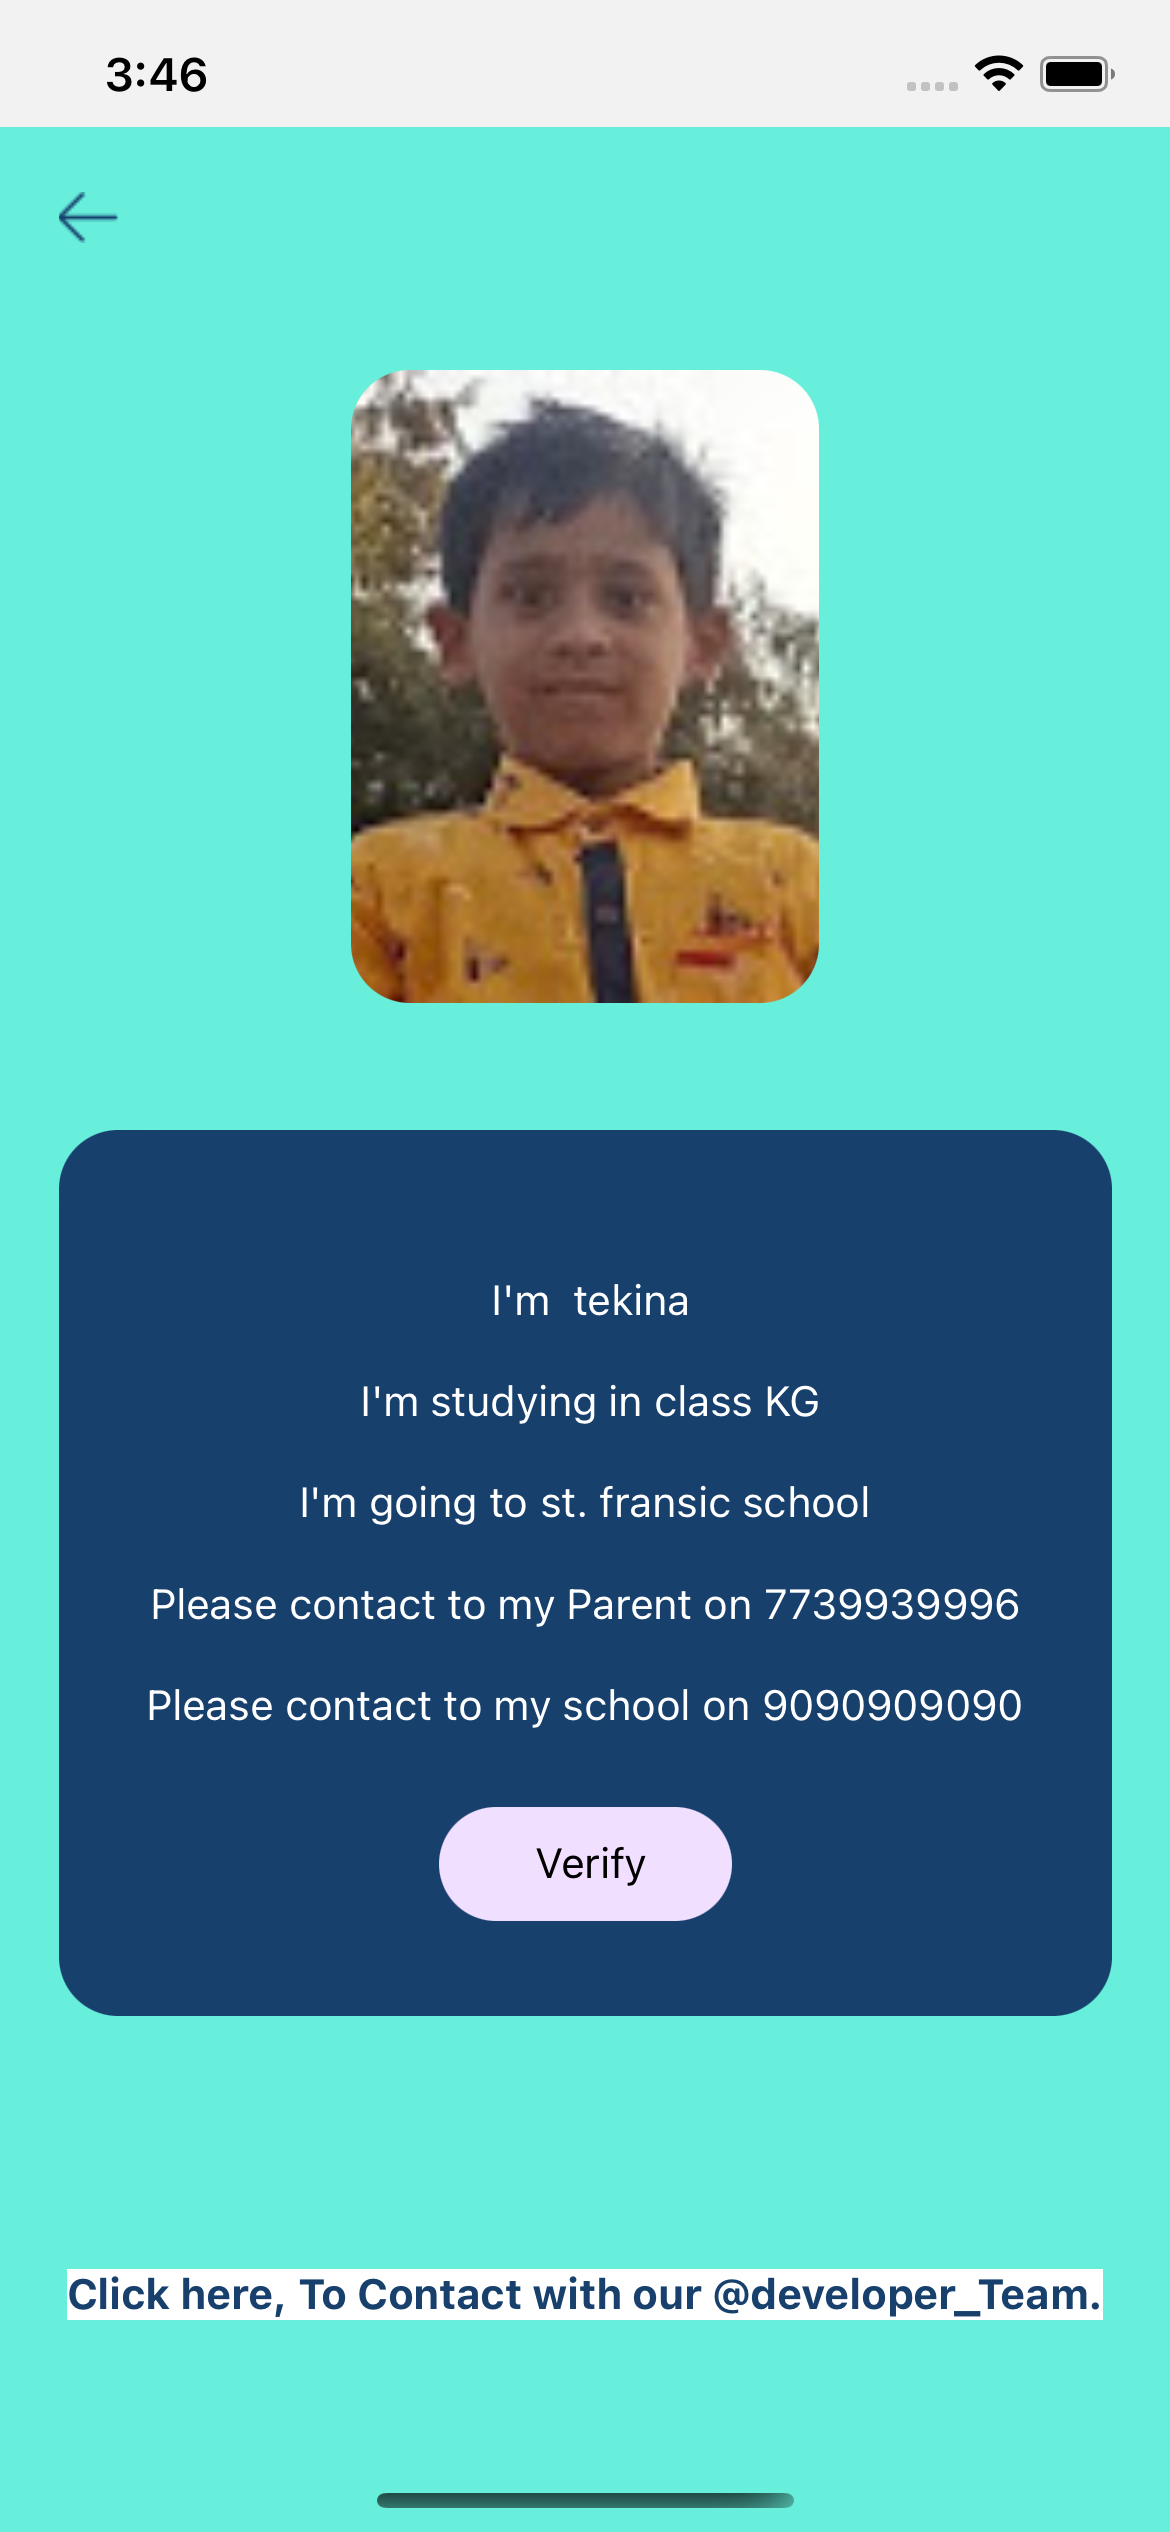 3:46
I'm  tekina
I'm studying in class KG
I'm going to st. fransic school
Please contact to my Parent on 7739939996
Please contact to my school on 9090909090
Verify
Click here, To Contact with our @developer_Team.